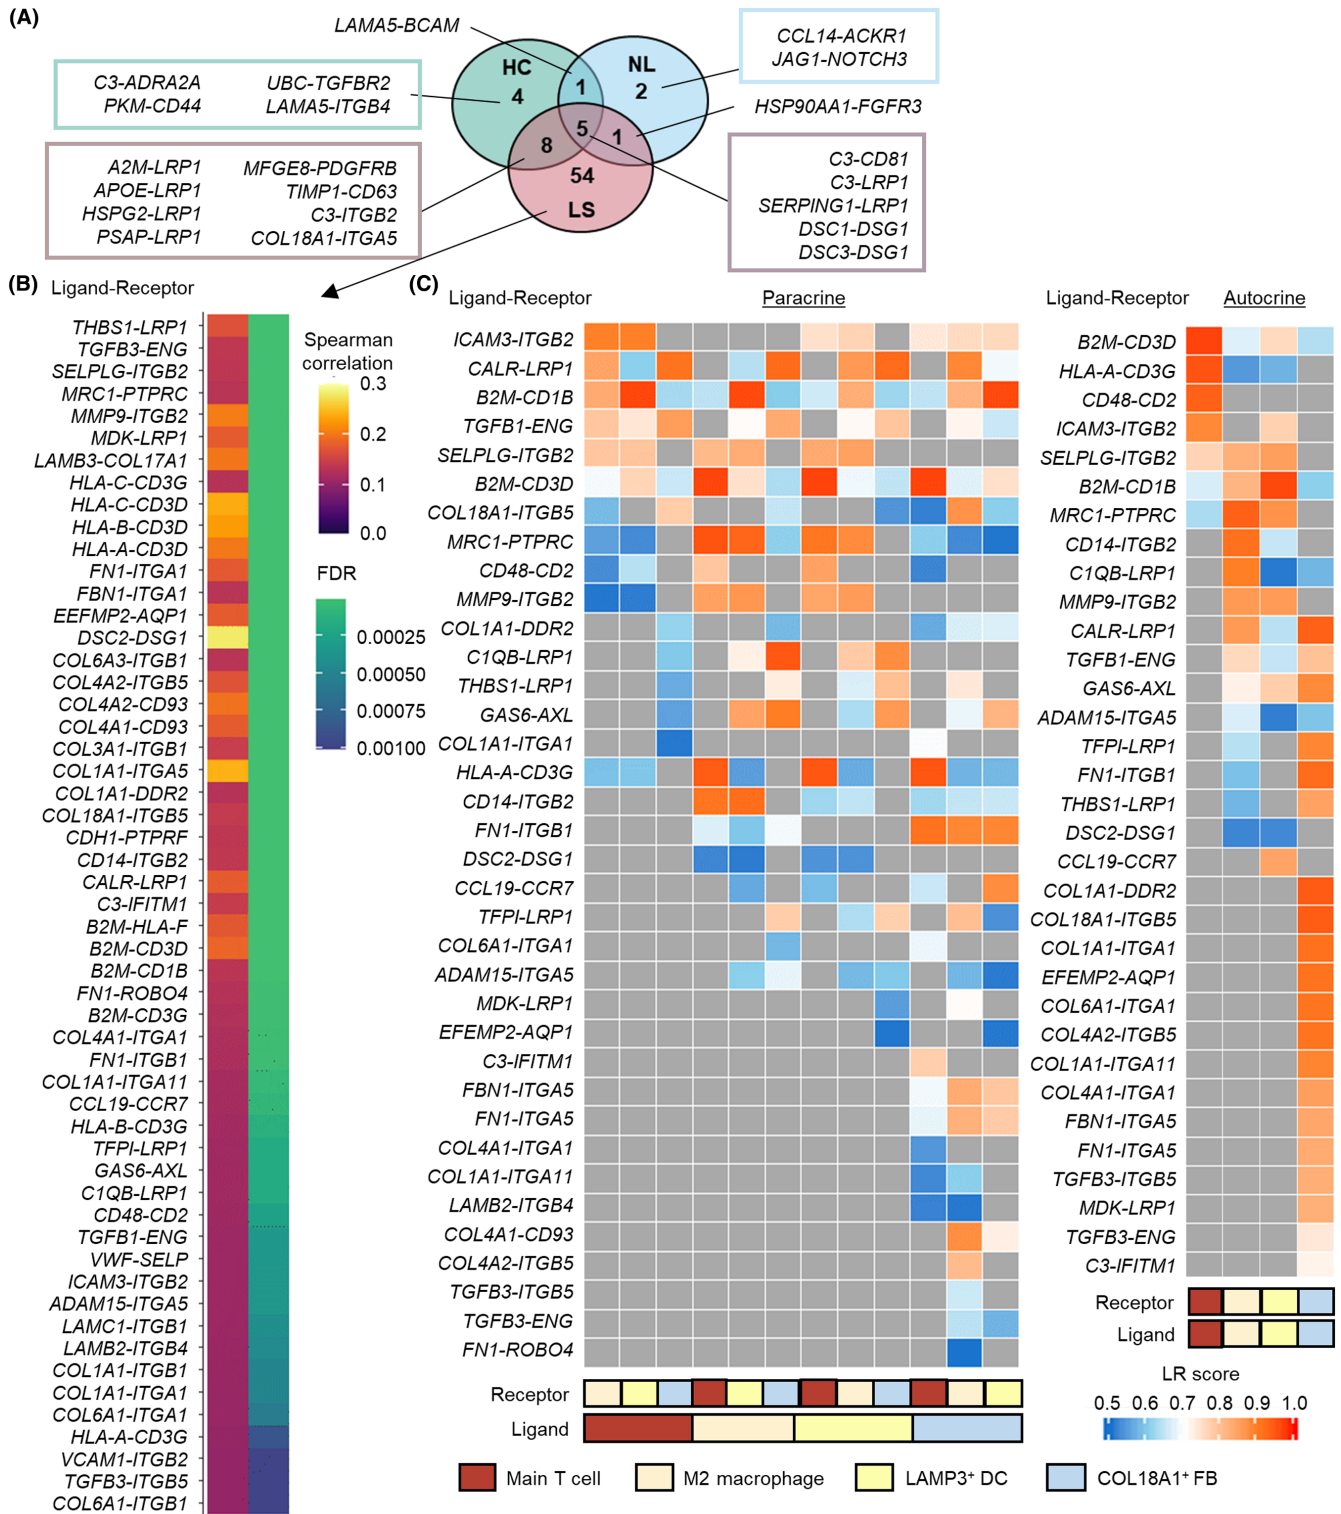 (A)
LAMA5-BCAM
C3-ADRA2A UBC-TGFBR2
PKM-CD44 LAMA5-ITGB4
A2M-LRP1 MFGE8-PDGFRB
APOE-LRP1 TIMP1-CD63
HSPG2-LRP1 C3-ITGB2
PSAP-LRP1 COL18A1-ITGA5
HC
4
1
NL
2
5
8
1
54
LS
CCL14-ACKR1
JAG1-NOTCH3
HSP90AA1-FGFR3
C3-CD81
C3-LRP1
SERPING1-LRP1
DSC1-DSG1
DSC3-DSG1
(B)
Ligand-Receptor
THBS1-LRP1
TGFB3-ENG
SELPLG-ITGB2
MRC1-PTPRC
MMP9-ITGB2
MDK-LRP1
LAMB3-COL17A1
HLA-C-CD3G
HLA-C-CD3D
HLA-B-CD3D
HLA-A-CD3D
FN1-ITGA1
FBN1-ITGA1
EEFEMP2-AQP1
DSC2-DSG1
COL6A3-ITGB1
COL4A2-ITGB5
COL4A2-CD93
COL4A1-CD93
COL3A1-ITGB1
COL1A1-ITGA5
COL1A1-DDR2
COL18A1-ITGB5
CDH1-PTPRF
CD14-ITGB2
CALR-LRP1
C3-IFITM1
B2M-HLA-F
B2M-CD3D
B2M-CD1B
FN1-ROBO4
B2M-CD3G
COL4A1-ITGA1
FN1-ITGB1
COL1A1-ITGA11
CCL19-CCR7
HLA-B-CD3G
TFPI-LRP1
GAS6-AXL
C1QB-LRP1
CD48-CD2
TGFB1-ENG
VWF-SELP
ICAM3-ITGB2
ADAM15-ITGA5
LAMC1-ITGB1
LAMB2-ITGB4
COL1A1-ITGB1
COL1A1-ITGA1
COL6A1-ITGA1
HLA-A-CD3G
VCAM1-ITGB2
TGFB3-ITGB5
COL6A1-ITGB1
Spearman
correlation
0.3
0.2
0.1
0.0
FDR
0.00025
0.00050
0.00075
0.00100
(C)
Ligand-Receptor Paracrine
ICAM3-ITGB2
CALR-LRP1
B2M-CD1B
TGFB1-ENG
SELPLG-ITGB2
B2M-CD3D
COL18A1-ITGB5
MRC1-PTPRC
CD48-CD2
MMP9-ITGB2
COL1A1-DDR2
C1QB-LRP1
THBS1-LRP1
GAS6-AXL
COL1A1-ITGA1
HLA-A-CD3G
CD14-ITGB2
FN1-ITGB1
DSC2-DSG1
CCL19-CCR7
TFPI-LRP1
COL6A1-ITGA1
ADAM15-ITGA5
MDK-LRP1
EFEMP2-AQP1
C3-IFITM1
FBN1-ITGA5
FN1-ITGA5
COL4A1-ITGA1
COL1A1-ITGA11
LAMB2-ITGB4
COL4A1-CD93
COL4A2-ITGB5
TGFB3-ITGB5
TGFB3-ENG
FN1-ROBO4
Receptor
Ligand
Ligand-Receptor Autocrine
B2M-CD3D
HLA-A-CD3G
CD48-CD2
ICAM3-ITGB2
SELPLG-ITGB2
B2M-CD1B
MRC1-PTPRC
CD14-ITGB2
C1QB-LRP1
MMP9-ITGB2
CALR-LRP1
TGFB1-ENG
GAS6-AXL
ADAM15-ITGA5
TFPI-LRP1
FN1-ITGB1
THBS1-LRP1
DSC2-DSG1
CCL19-CCR7
COL1A1-DDR2
COL18A1-ITGB5
COL1A1-ITGA1
EFEMP2-AQP1
COL6A1-ITGA1
COL4A2-ITGB5
COL1A1-ITGA11
COL4A1-ITGA1
FBN1-ITGA5
FN1-ITGA5
TGFB3-ITGB5
MDK-LRP1
TGFB3-ENG
C3-IFITM1
Receptor
Ligand
LR score
0.5 0.6 0.7 0.8 0.9 1.0
Main T cell M2 macrophage LAMP3⁺ DC COL18A1⁺ FB